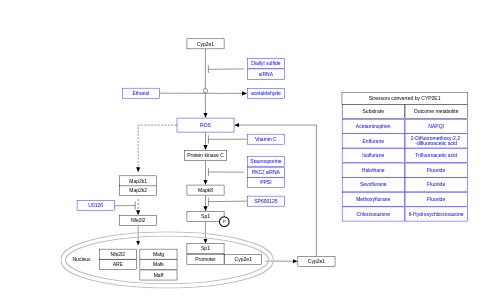 Cyp2e1
Diallyl sulfide
siRNA
Ethanol
acetaldehyde
ROS
Vitamin C
Protein kinase C
Staurosporine
PKCζ siRNA
PPSI
Map2k1
Map2k2
Mapk8
U0126
SP600125
Nfe2l2
Sp1
P
Nucleus
Nfe2l2
ARE
Mafg
Mafk
Maff
Sp1
Promoter
Cyp2e1
Cyp2e1
Stressors converted by CYP2E1
Substrate
Outcome metabolite
Acetaminophen
NAPQI
Enflurane
2-Difluoromethoxy-2,2
-difluoroacetic acid
Isoflurane
Trifluoroacetic acid
Halothane
Fluoride
Sevoflurane
Fluoride
Methoxyflurane
Fluoride
Chlorzoxazone
6-Hydroxychlorzoxazone